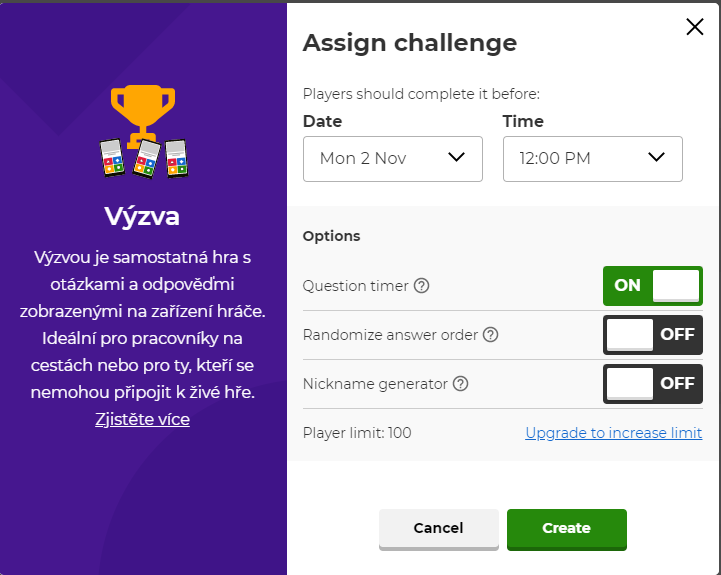 Výzva
Výzvou je samostatná hra s
otázkami a odpověďmi
zobrazenými na zařízení hráče.
Ideální pro pracovníky na
cestách nebo pro ty, kteří se
nemohou připojit k živé hře.
Zjistěte více
Assign challenge
Players should complete it before:
Date Time
Mon 2 Nov 12:00 PM
Options
Question timer ? ON
Randomize answer order ? OFF
Nickname generator ? OFF
Player limit: 100 Upgrade to increase limit
Cancel Create